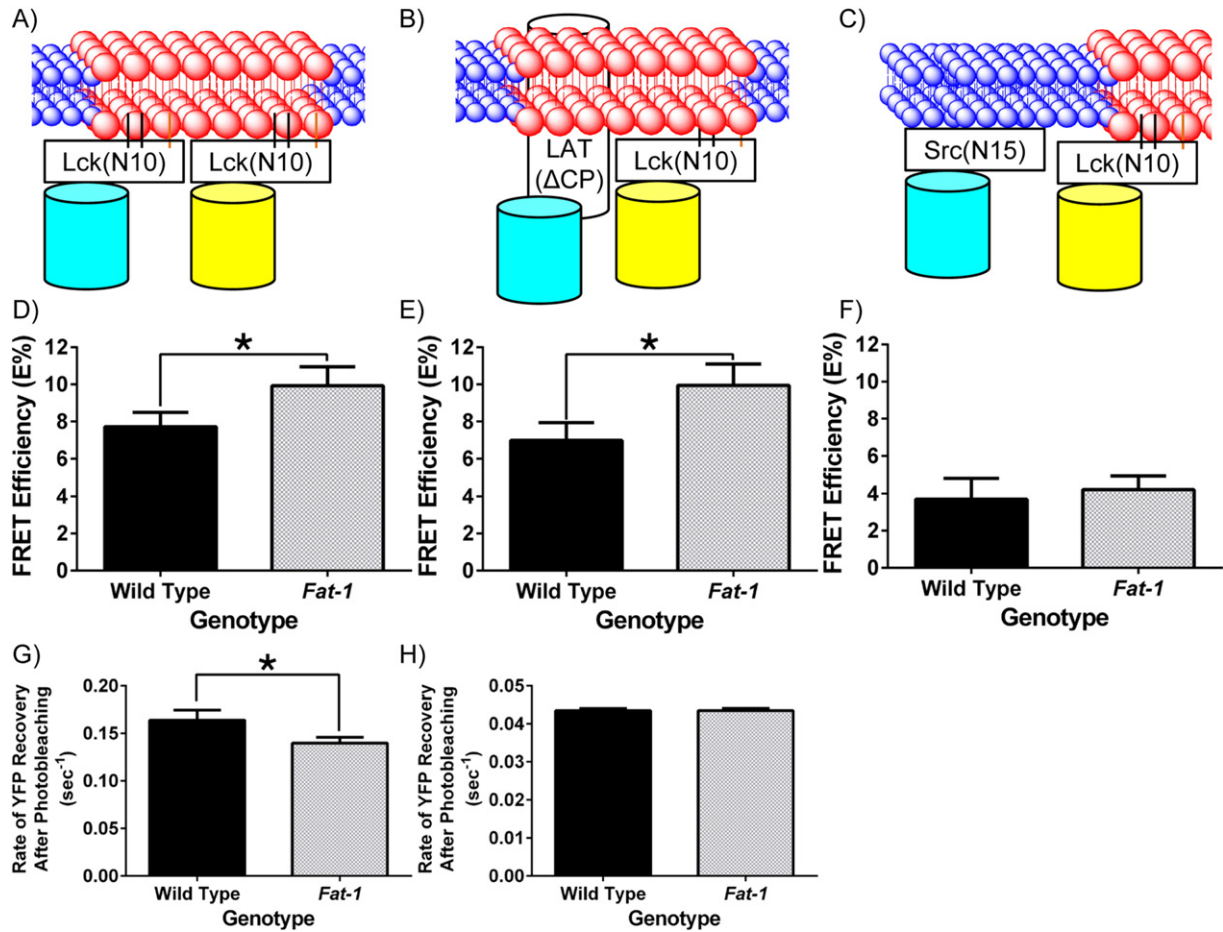 A)
Lck(N10) Lck(N10)
B)
LAT
(ΔCP)
Lck(N10)
C)
Src(N15)
Lck(N10)
D)
FRET Efficiency (E%)
12
10
8
6
4
2
0
*
Wild Type Fat-1
Genotype
E)
FRET Efficiency (E%)
12
10
8
6
4
2
0
*
Wild Type Fat-1
Genotype
F)
FRET Efficiency (E%)
12
10
8
6
4
2
0
Wild Type Fat-1
Genotype
G)
Rate of YFP Recovery
After Photobleaching
(sec⁻¹)
0.20
0.15
0.10
0.05
0.00
*
Wild Type Fat-1
Genotype
H)
Rate of YFP Recovery
After Photobleaching
(sec⁻¹)
0.05
0.04
0.03
0.02
0.01
0.00
Wild Type Fat-1
Genotype